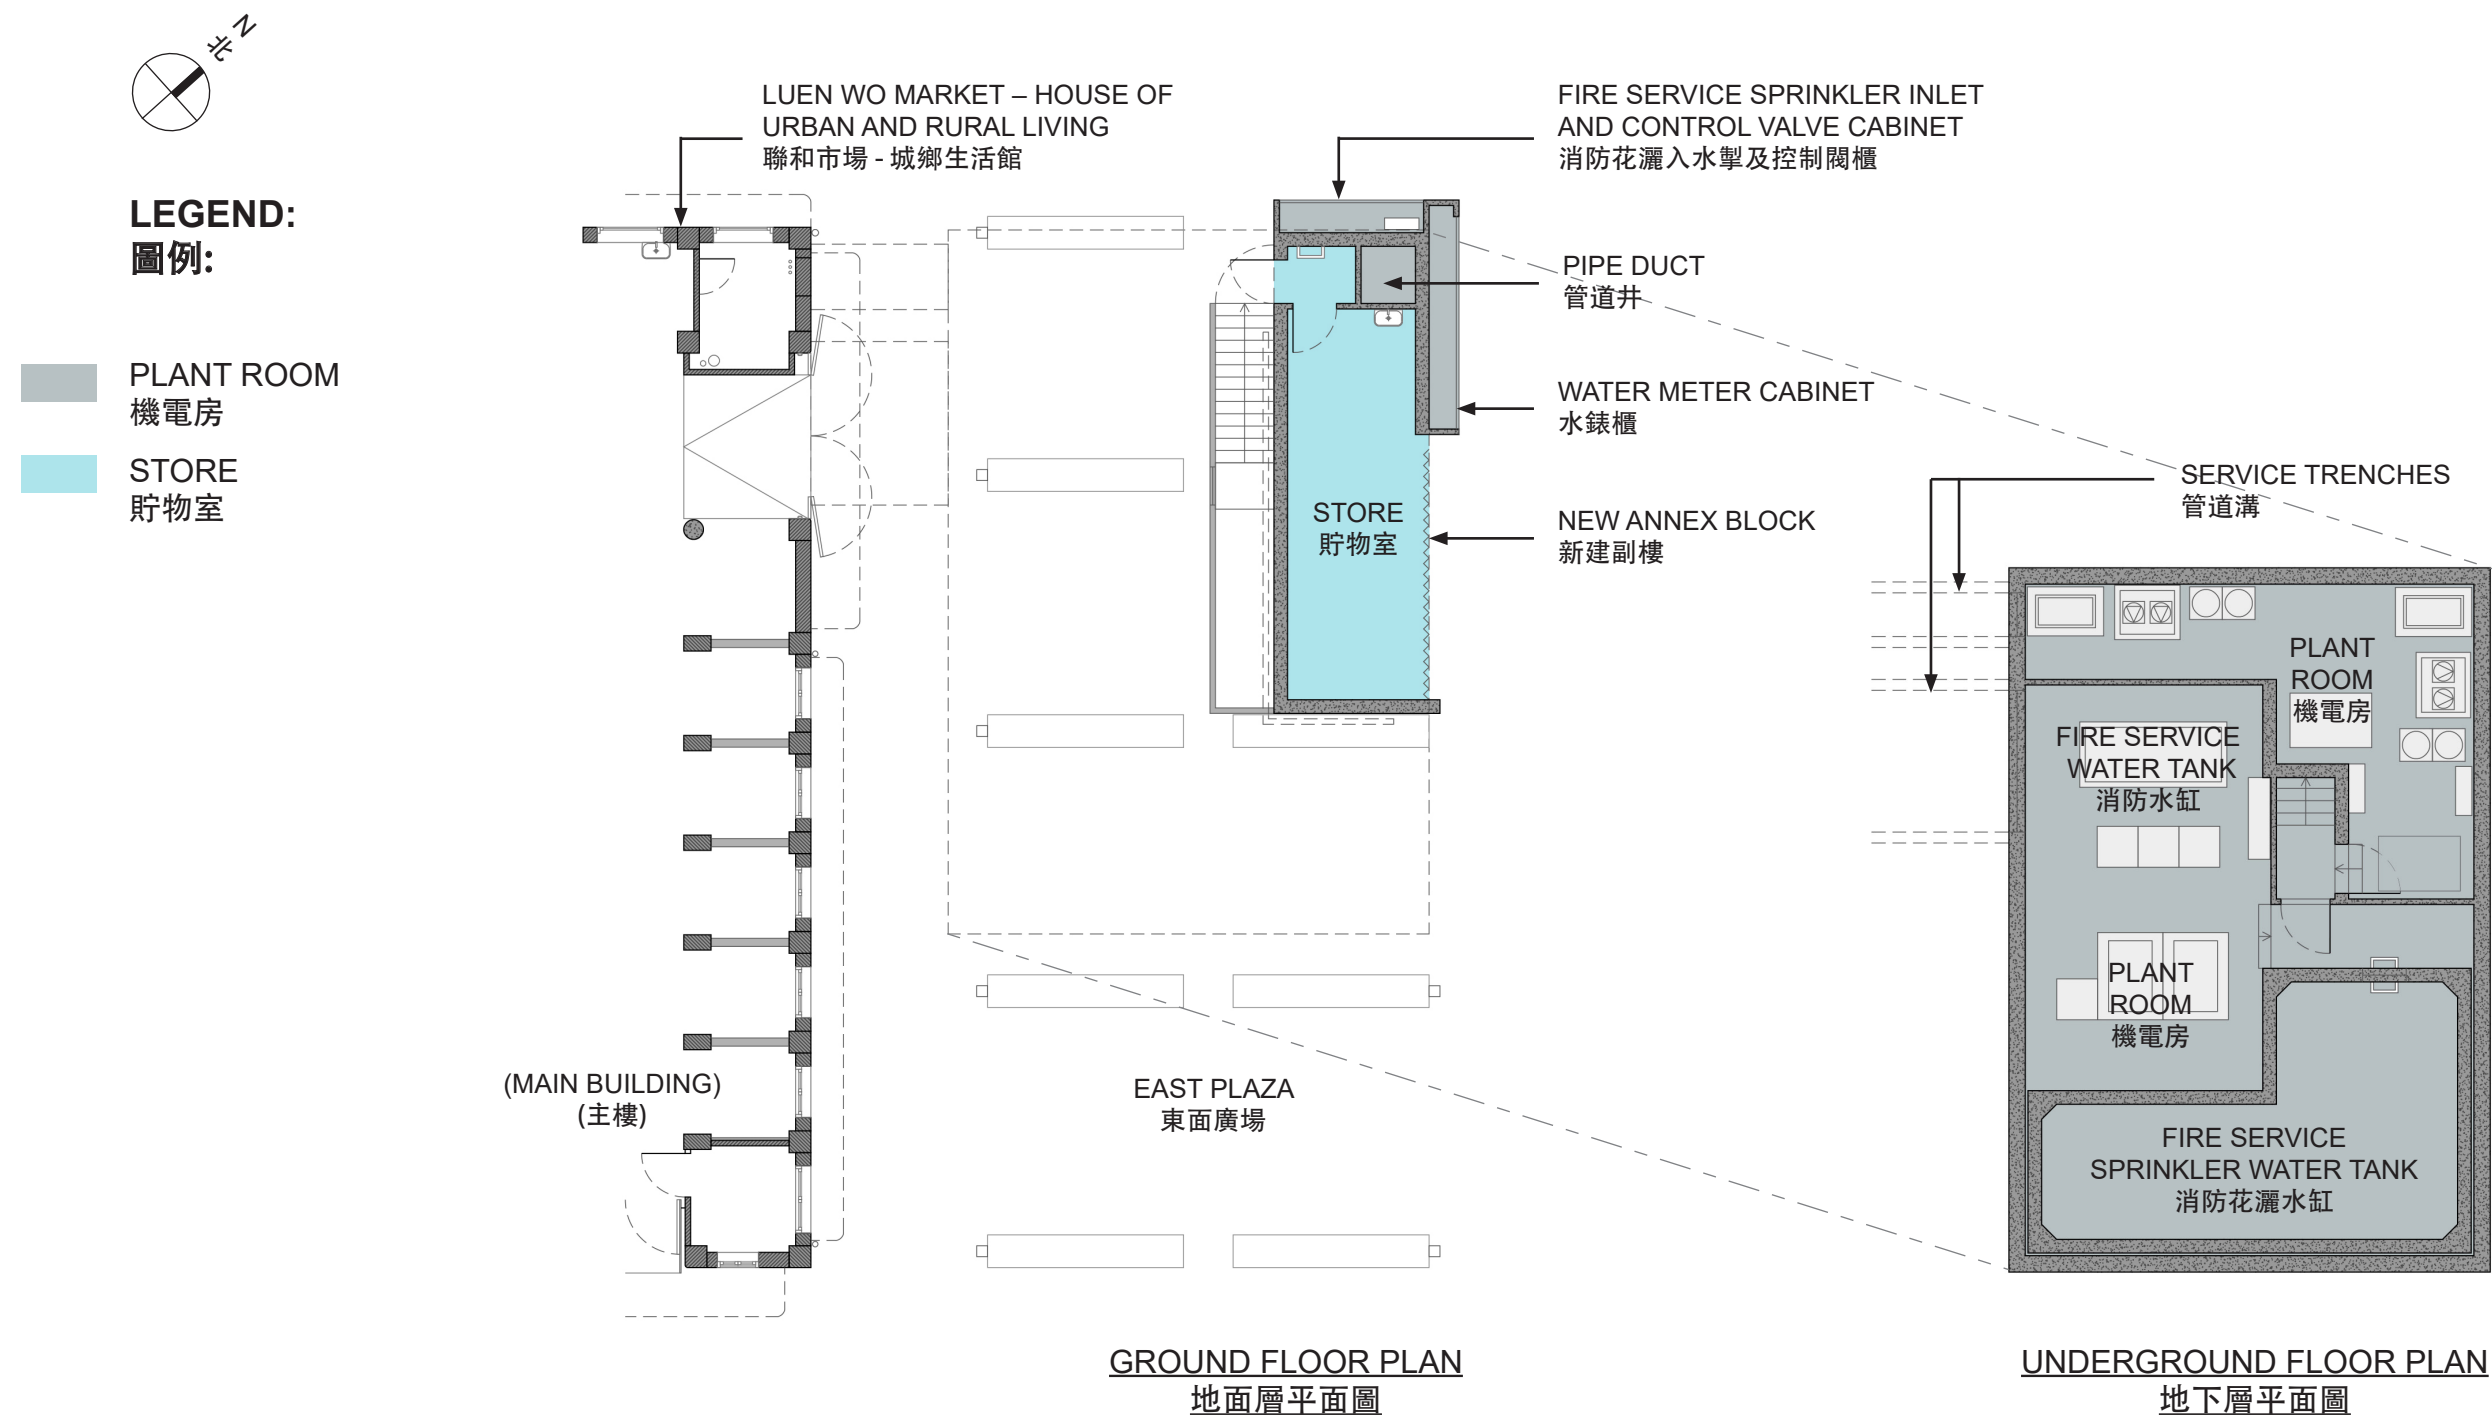 N
北
LEGEND:
圖例:
PLANT ROOM
機電房
STORE
貯物室
LUEN WO MARKET – HOUSE OF
URBAN AND RURAL LIVING
聯和市場 - 城鄉生活館
FIRE SERVICE SPRINKLER INLET
AND CONTROL VALVE CABINET
消防花灑入水掣及控制閥櫃
PIPE DUCT
管道井
WATER METER CABINET
水錶櫃
NEW ANNEX BLOCK
新建副樓
STORE
貯物室
(MAIN BUILDING)
(主樓)
EAST PLAZA
東面廣場
GROUND FLOOR PLAN
地面層平面圖
SERVICE TRENCHES
管道溝
PLANT
ROOM
機電房
FIRE SERVICE
WATER TANK
消防水缸
PLANT
ROOM
機電房
FIRE SERVICE
SPRINKLER WATER TANK
消防花灑水缸
UNDERGROUND FLOOR PLAN
地下層平面圖